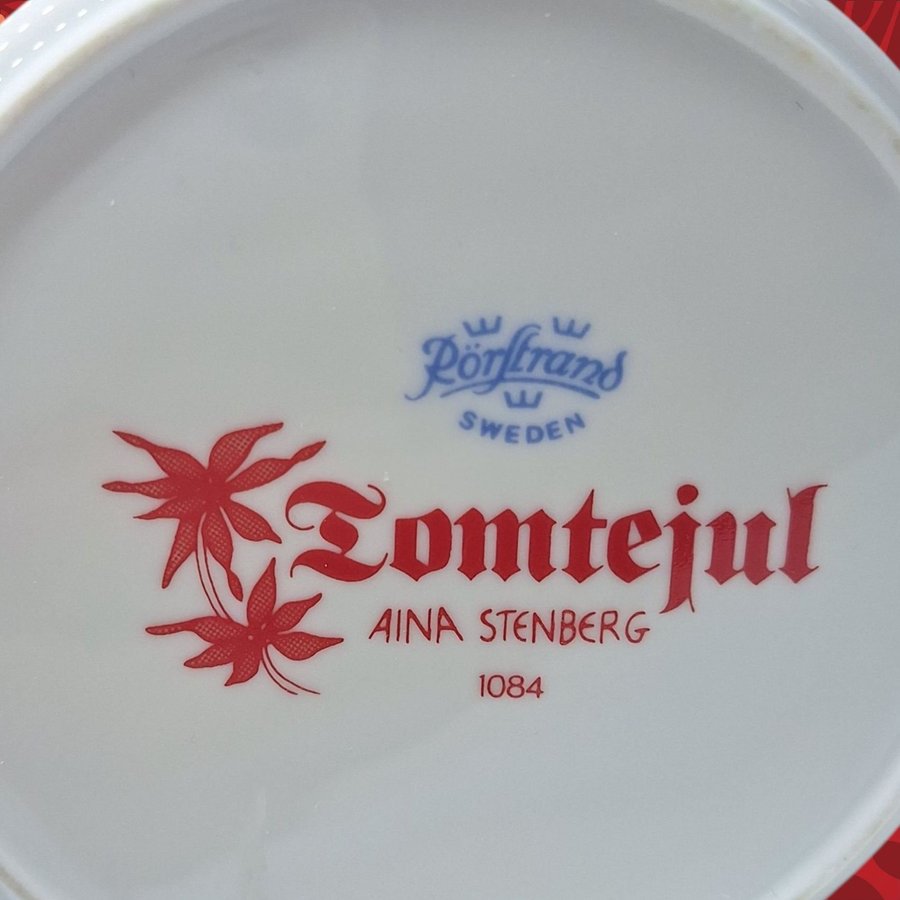 Rörstrand
SWEDEN
Tomtejul
AINA STENBERG
1084